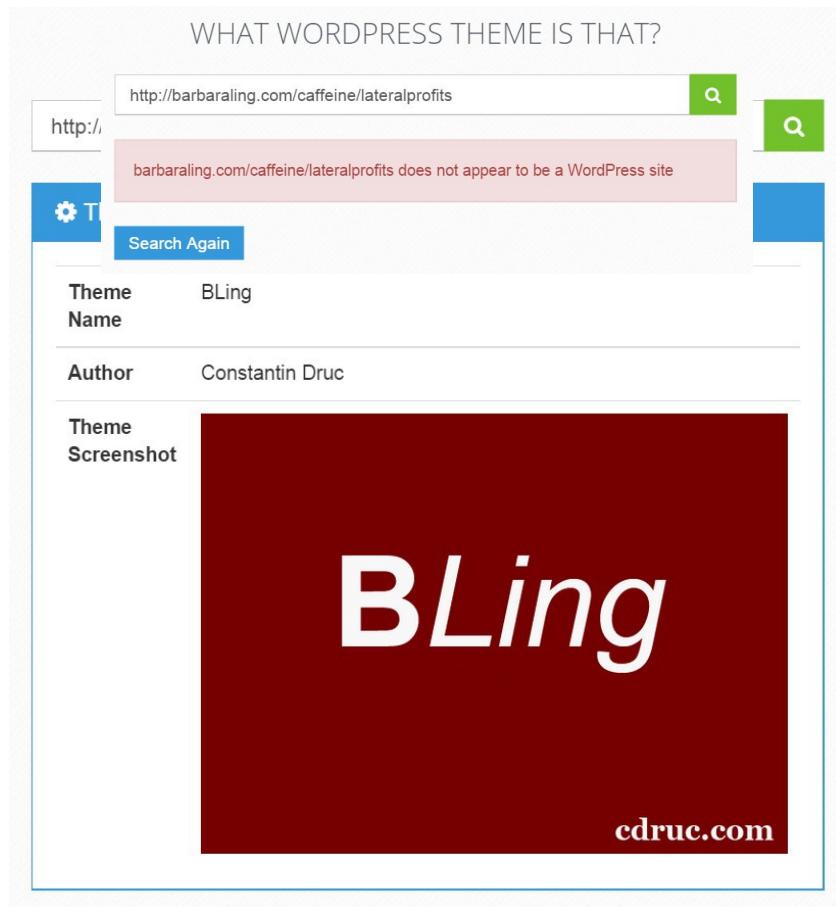 WHAT WORDPRESS THEME IS THAT?
http://barbaraling.com/caffeine/lateralprofits
http://
barbaraling.com/caffeine/lateralprofits does not appear to be a WordPress site
Search Again
Theme
Name
BLing
Author
Constantin Druc
Theme
Screenshot
BLing
cdruc.com